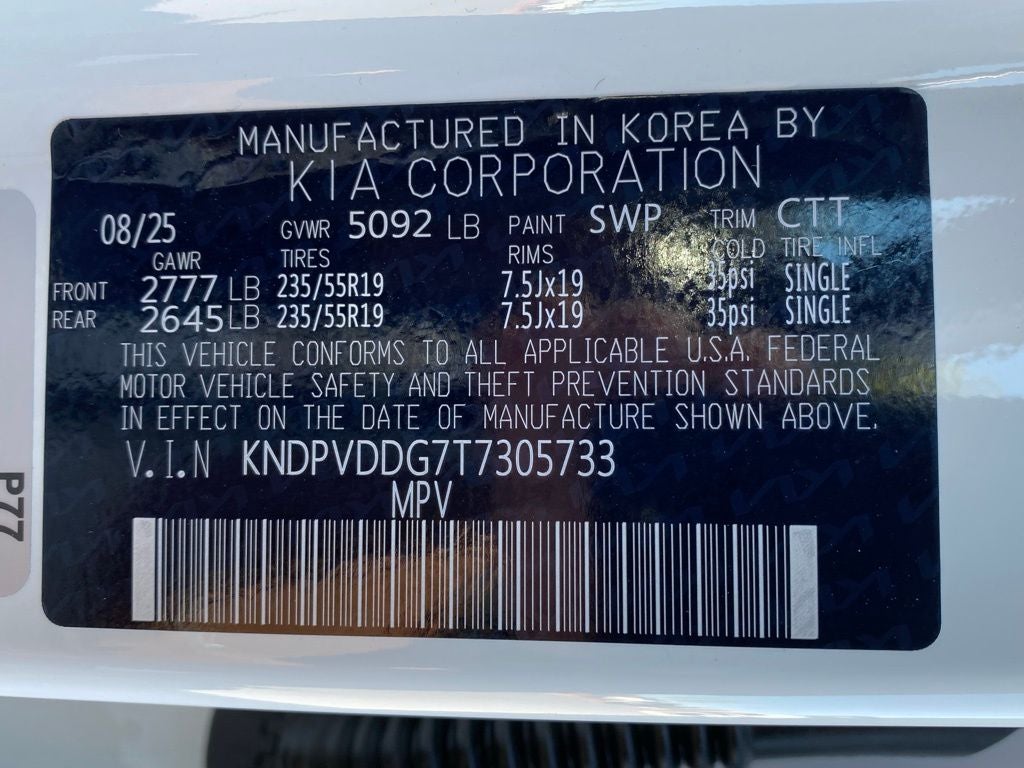 MANUFACTURED IN KOREA BY
KIA CORPORATION
08/25 GVWR 5092 LB PAINT SWP TRIM CTT
GAWR TIRES RIMS COLD TIRE INFL
FRONT 2777 LB 235/55R19 7.5Jx19 35psi SINGLE
REAR 2645 LB 235/55R19 7.5Jx19 35psi SINGLE
THIS VEHICLE CONFORMS TO ALL APPLICABLE U.S.A. FEDERAL
MOTOR VEHICLE SAFETY AND THEFT PREVENTION STANDARDS
IN EFFECT ON THE DATE OF MANUFACTURE SHOWN ABOVE.
V.I.N KNDPVDDG7T7305733
MPV
P77